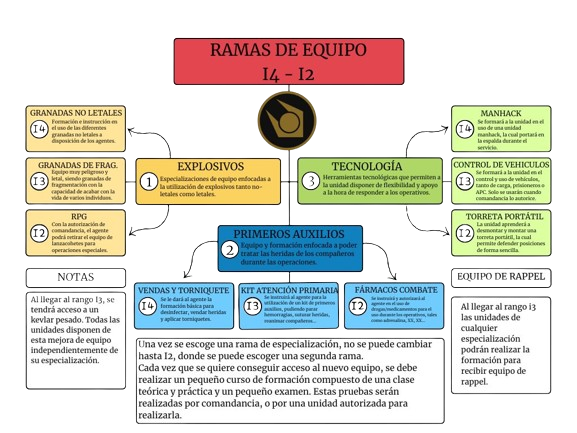 RAMAS DE EQUIPO
I4 - I2
GRANADAS NO LETALES
I4
Formación e instrucción en
el uso de las diferentes
granadas no letales a
disposición de los agentes.
GRANADAS DE FRAG.
I3
Equipo muy peligroso y
letal, siendo granadas de
fragmentación con la
capacidad de acabar con la
vida de varios individuos.
RPG
I2
Con la autorización de
comandancia, el agente
podrá retirar el equipo de
lanzacohetes para
operaciones especiales.
EXPLOSIVOS
1
Especializaciones de equipo enfocadas a
la utilización de explosivos tanto no-
letales como letales.
TECNOLOGÍA
3
Herramientas tecnológicas que permiten a
la unidad disponer de flexibilidad y apoyo
a la hora de responder a los operativos.
MANHACK
I4
Se formará a la unidad en el
uso de una unidad
manhack, la cual portará en
la espalda durante el
servicio.
CONTROL DE VEHICULOS
I3
Se formará a la unidad en el
control y uso de vehículos,
tanto de carga, prisioneros o
APC. Solo se usarán cuando
comandancia lo autorice.
TORRETA PORTÁTIL
I2
La unidad aprenderá a
desmontar y montar una
torreta portátil, la cual
permite defender posiciones
de forma sencilla.
PRIMEROS AUXILIOS
2
Equipo y formación enfocada a poder
tratar las heridas de los compañeros
durante las operaciones.
VENDAS Y TORNIQUETE
I4
Se le dará al agente la
formación básica para
desinfectar, vendar heridas
y aplicar torniquetes.
KIT ATENCIÓN PRIMARIA
I3
Se instruirá al agente para la
utilización de un kit de primeros
auxilios, pudiendo parar
hemorragias, suturar heridas,
reanimar compañeros...
FÁRMACOS COMBATE
I2
Se instruirá y autorizará al
agente en el uso de
drogas/medicamentos para el
uso durante los operativos, tales
como adrenalina, XX, XX...
NOTAS
Al llegar al rango I3, se
tendrá acceso a un
kevlar pesado. Todas las
unidades disponen de
esta mejora de equipo
independientemente de
su especialización.
EQUIPO DE RAPPEL
Al llegar al rango i3
las unidades de
cualquier
especialización
podrán realizar la
formación para
recibir equipo de
rappel.
Una vez se escoge una rama de especialización, no se puede cambiar
hasta I2, donde se puede escoger una segunda rama.
Cada vez que se quiere conseguir acceso al nuevo equipo, se debe
realizar un pequeño curso de formación compuesto de una clase
teórica y práctica y un pequeño examen. Estas pruebas serán
realizadas por comandancia, o por una unidad autorizada para
realizarla.